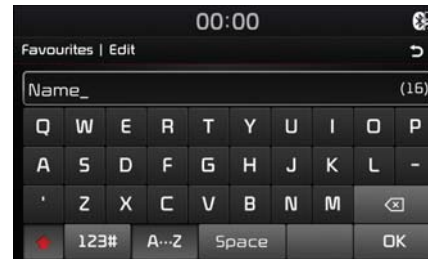 00:00
Favourites | Edit
Name_ (16)
Q W E R T Y U I O P
A S D F G H J K L -
' Z X C V B N M
123# A···Z Space OK